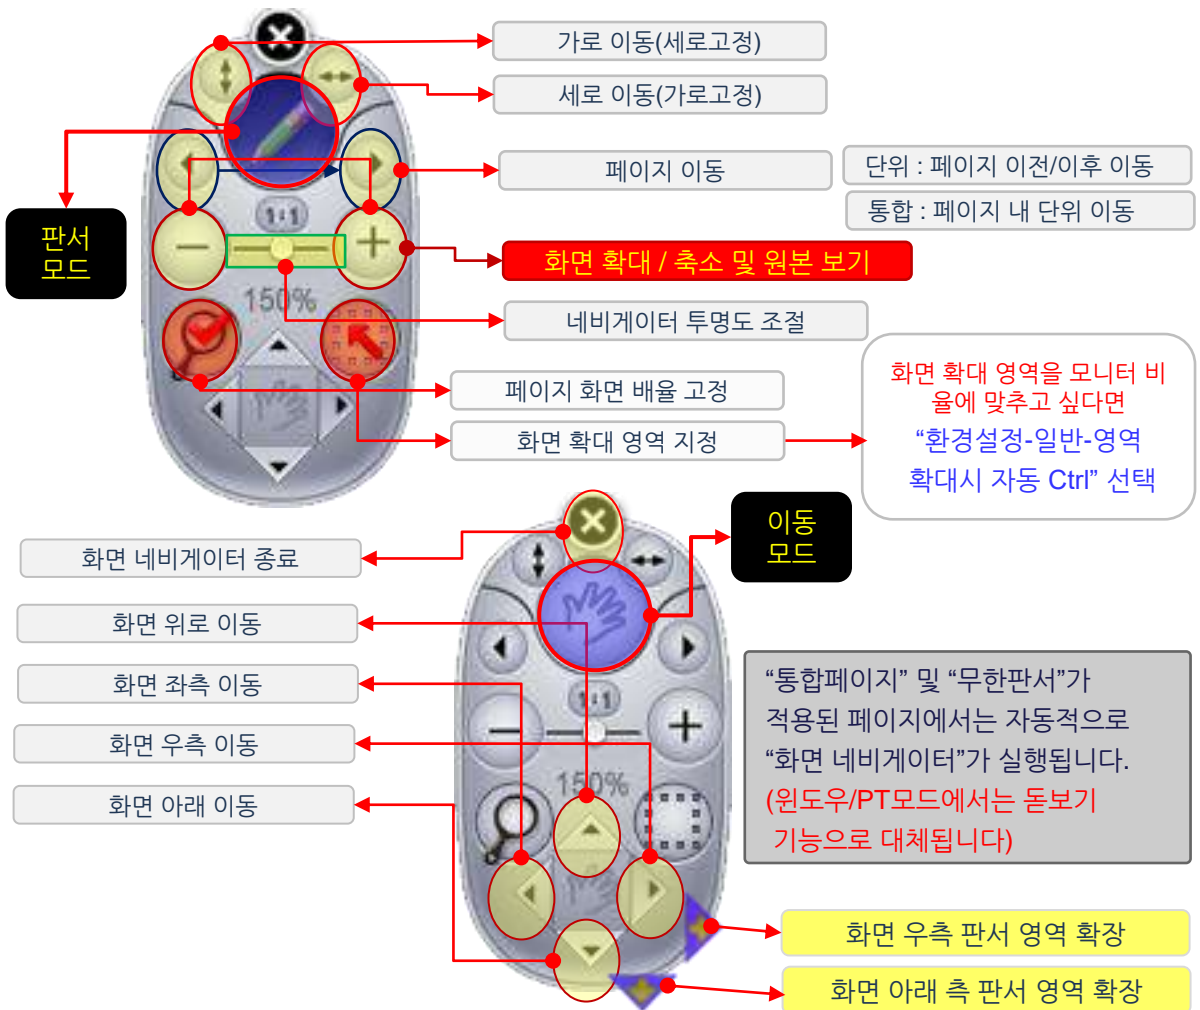 가로 이동(세로고정)
세로 이동(가로고정)
페이지 이동
단위 : 페이지 이전/이후 이동
통합 : 페이지 내 단위 이동
판서
모드
1:1
화면 확대 / 축소 및 원본 보기
150%
네비게이터 투명도 조절
페이지 화면 배율 고정
화면 확대 영역 지정
화면 확대 영역을 모니터 비
율에 맞추고 싶다면
“환경설정-일반-영역
확대시 자동 Ctrl” 선택
이동
모드
화면 네비게이터 종료
화면 위로 이동
화면 좌측 이동
화면 우측 이동
화면 아래 이동
1:1
150%
“통합페이지” 및 “무한판서”가
적용된 페이지에서는 자동적으로
“화면 네비게이터”가 실행됩니다.
(윈도우/PT모드에서는 돋보기
기능으로 대체됩니다)
화면 우측 판서 영역 확장
화면 아래 측 판서 영역 확장